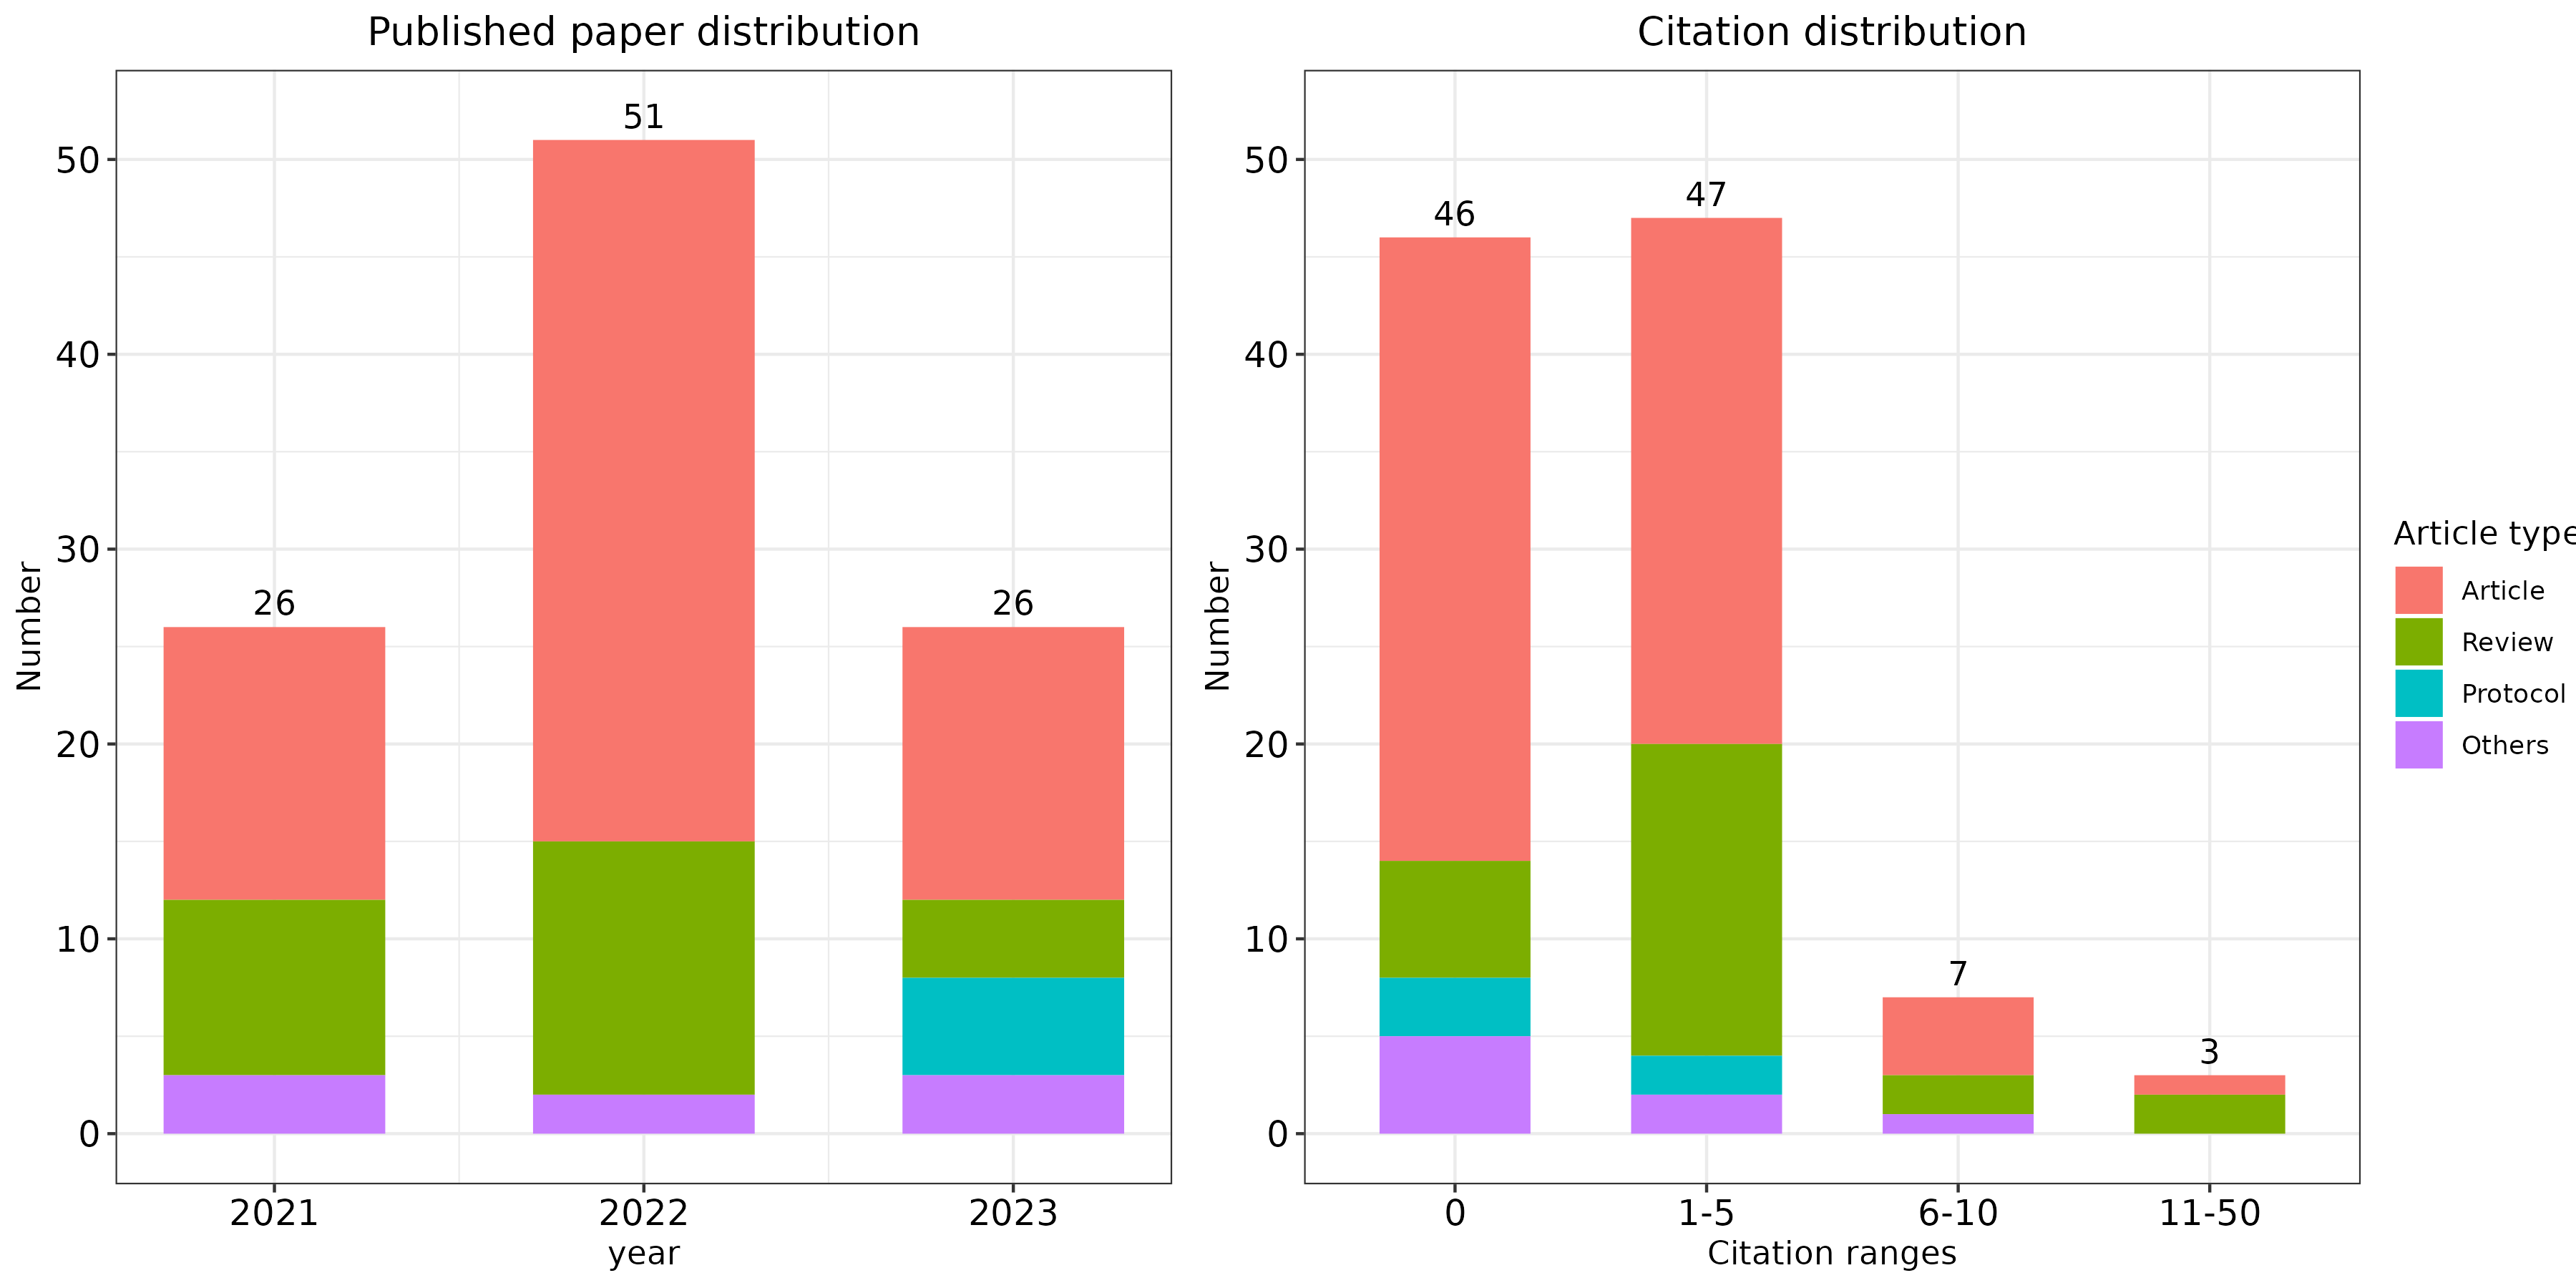 Published paper distribution
51
26
26
50
40
30
20
10
0
Number
2021
2022
2023
year
Citation distribution
46
47
7
3
50
40
30
20
10
0
Number
0
1-5
6-10
11-50
Citation ranges
Article type
Article
Review
Protocol
Others